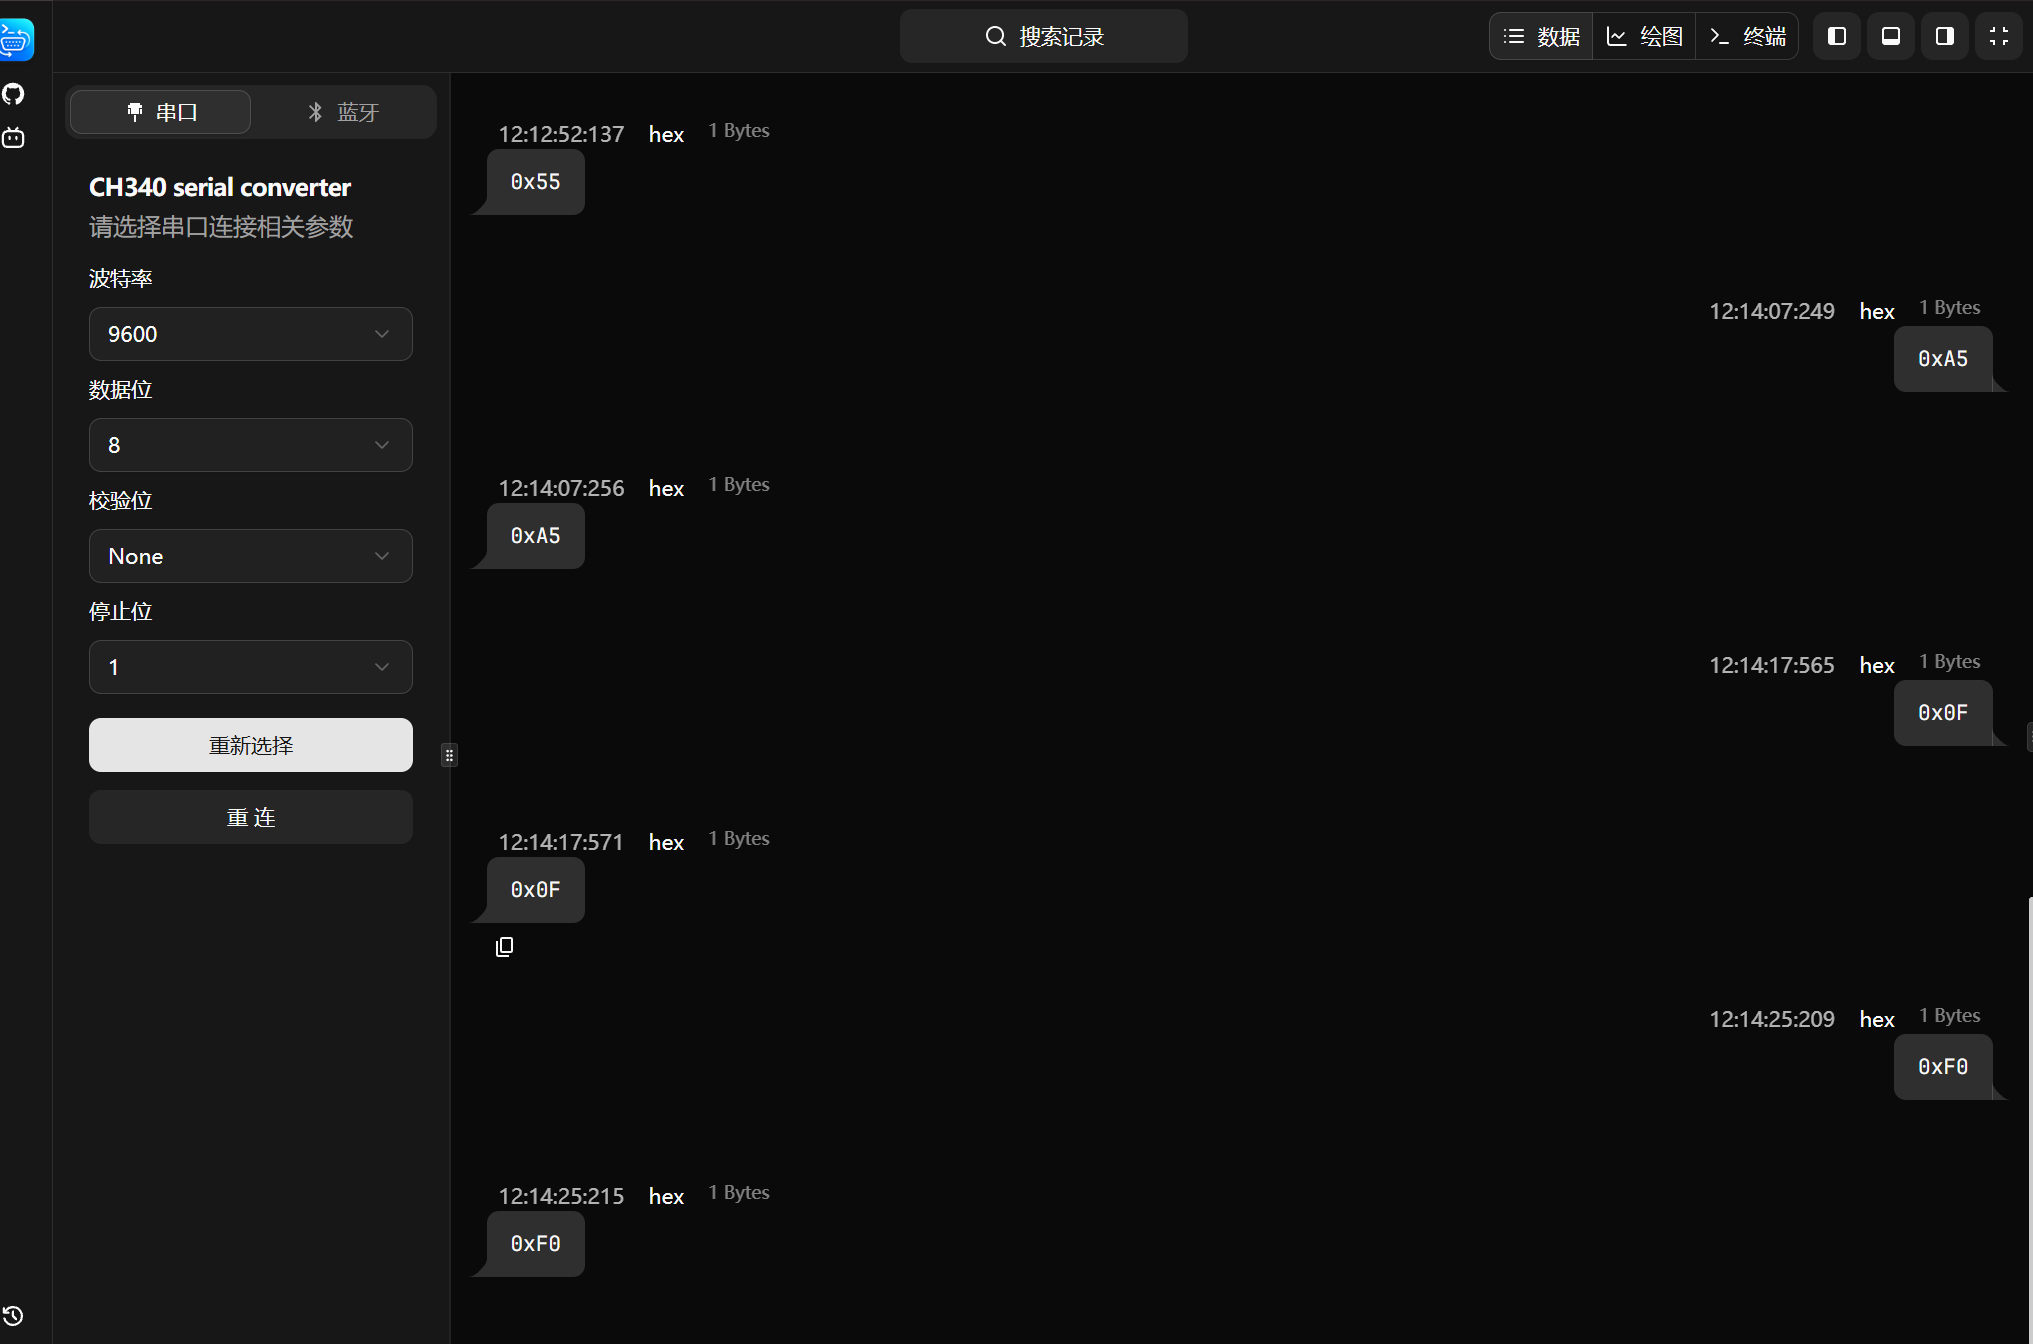 搜索记录
数据
绘图
终端
串口
蓝牙
CH340 serial converter
请选择串口连接相关参数
波特率
9600
数据位
8
校验位
None
停止位
1
重新选择
重 连
12:12:52:137 hex 1 Bytes
0x55
12:14:07:249 hex 1 Bytes
0xA5
12:14:07:256 hex 1 Bytes
0xA5
12:14:17:565 hex 1 Bytes
0x0F
12:14:17:571 hex 1 Bytes
0x0F
12:14:25:209 hex 1 Bytes
0xF0
12:14:25:215 hex 1 Bytes
0xF0